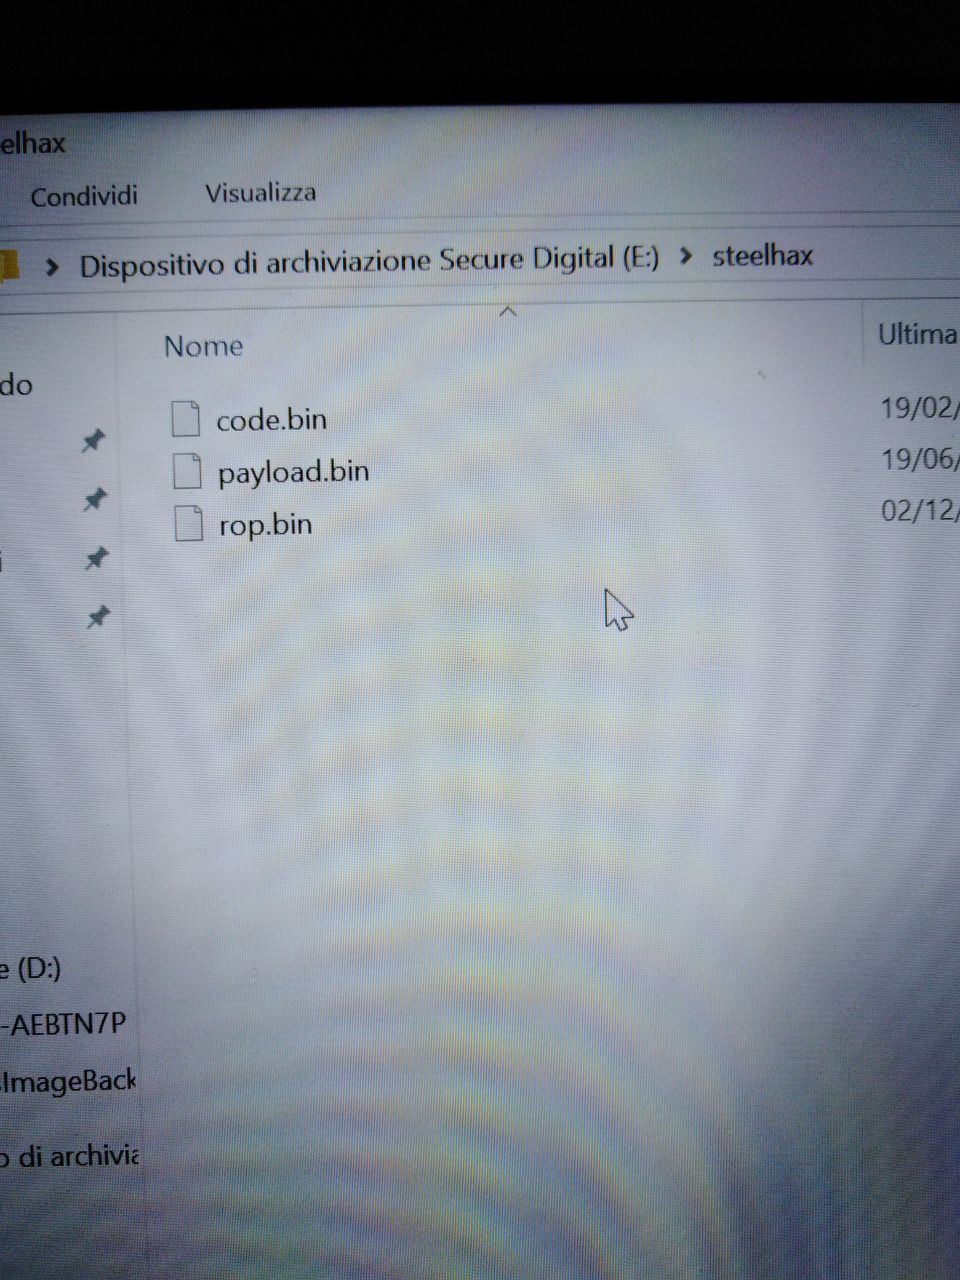 elhax
Condividi Visualizza
Dispositivo di archiviazione Secure Digital (E:) steelhax
Nome Ultima
do
code.bin 19/02/
payload.bin 19/06/
rop.bin 02/12/
i
e (D:)
-AEBTN7P
sImageBack
o di archivia